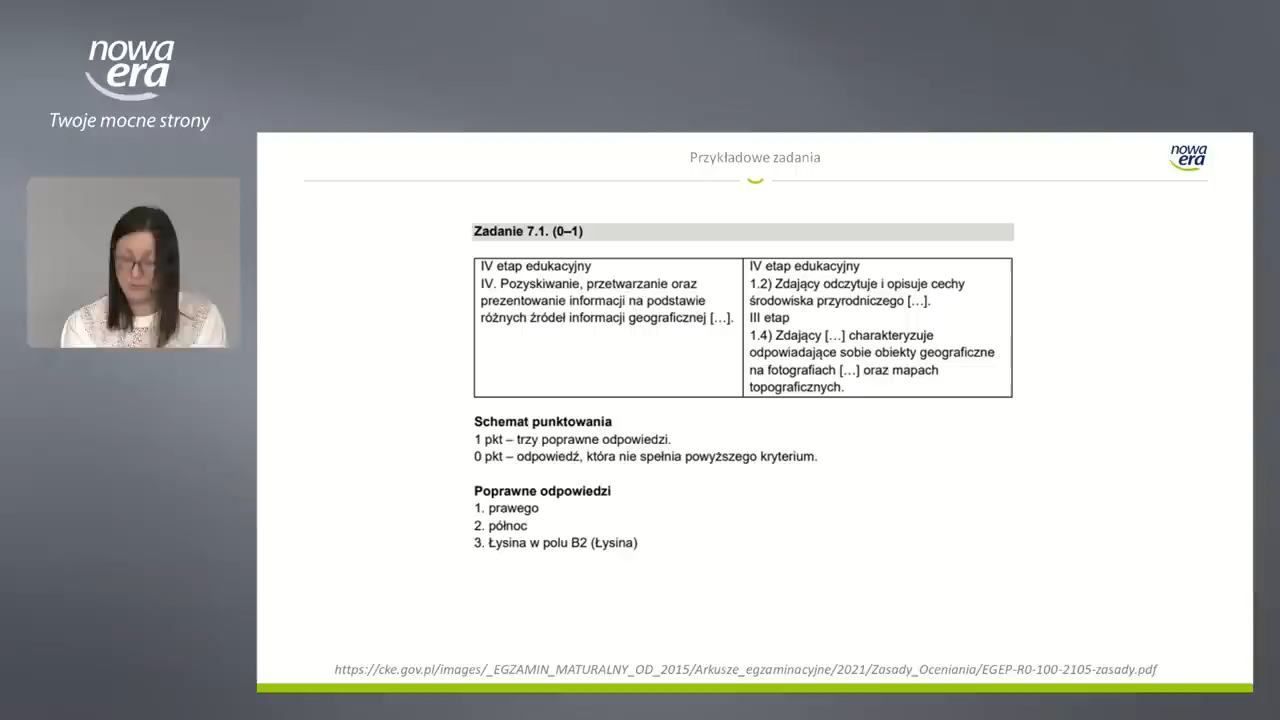 nowa
era
Twoje mocne strony
Przykładowe zadania
nowa
era
Zadanie 7.1. (0–1)
IV etap edukacyjny
IV. Pozyskiwanie, przetwarzanie oraz
prezentowanie informacji na podstawie
różnych źródeł informacji geograficznej […].
IV etap edukacyjny
1.2) Zdający odczytuje i opisuje cechy
środowiska przyrodniczego […].
III etap
1.4) Zdający […] charakteryzuje
odpowiadające sobie obiekty geograficzne
na fotografiach […] oraz mapach
topograficznych.
Schemat punktowania
1 pkt – trzy poprawne odpowiedzi.
0 pkt – odpowiedź, która nie spełnia powyższego kryterium.
Poprawne odpowiedzi
1. prawego
2. północ
3. Łysina w polu B2 (Łysina)
https://cke.gov.pl/images/_EGZAMIN_MATURALNY_OD_2015/Arkusze_egzaminacyjne/2021/Zasady_Oceniania/EGEP-R0-100-2105-zasady.pdf